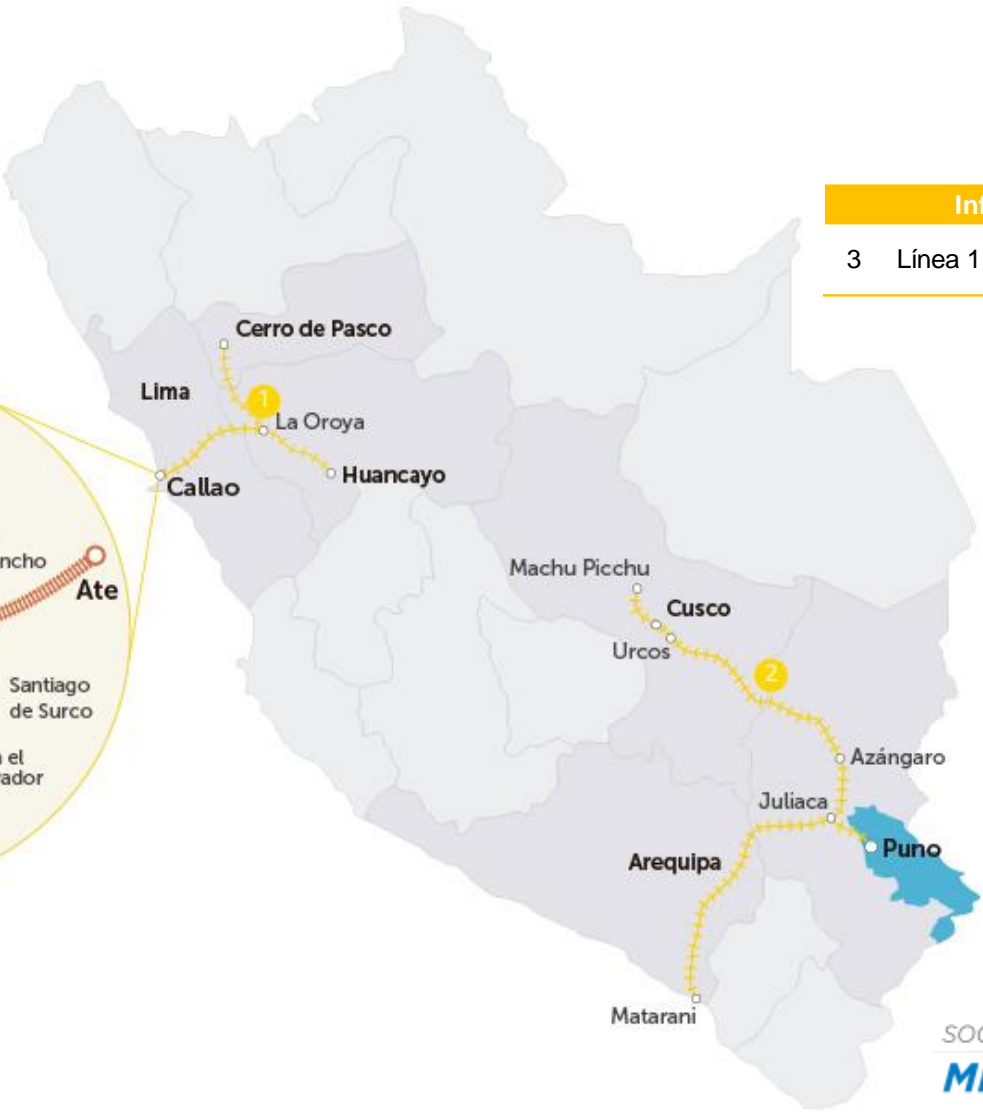 3 Línea 1
Cerro de Pasco
Lima
1
La Oroya
Huancayo
Callao
Ate
Machu Picchu
Cusco
Urcos
Santiago
de Surco
2
el
Azángaro
Juliaca
Puno
Arequipa
Matarani